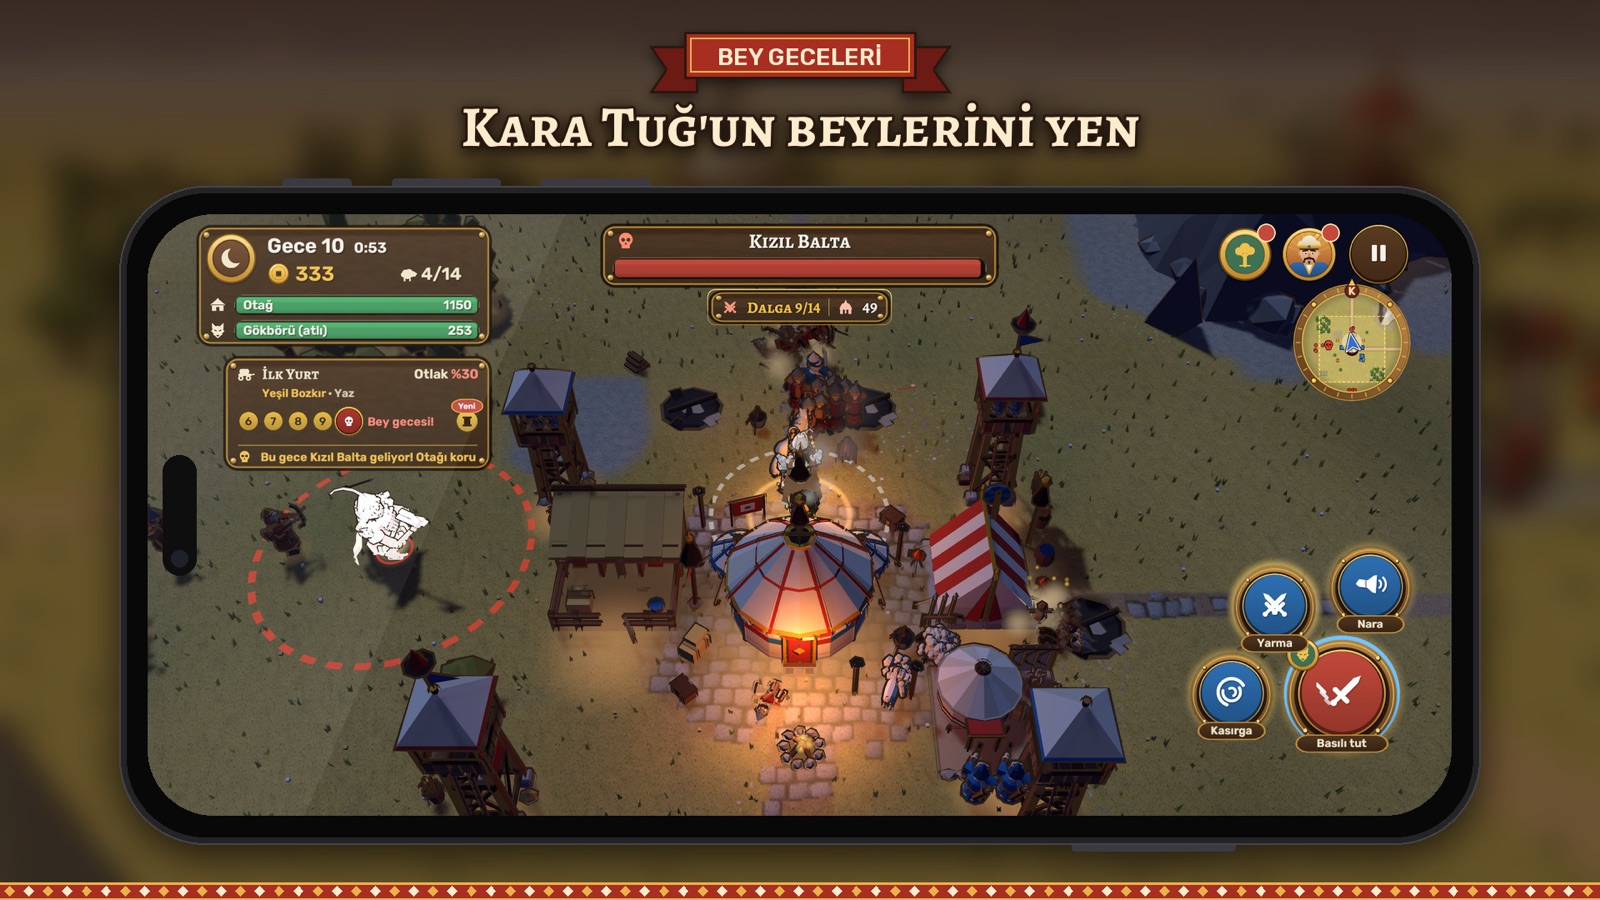 BEY GECELERİ
KARA TUĞ'UN BEYLERİNİ YEN
Gece 10 0:53
333 4/14
Otağ 1150
Gökbörü (atlı) 253
İLK YURT Otlak %30
Yeşil Bozkır • Yaz
Yeni
6 7 8 9 Bey gecesi!
Bu gece Kızıl Balta geliyor! Otağı koru
KIZIL BALTA
DALGA 9/14 49
K
Nara
Yarma
Kasırga
Basılı tut